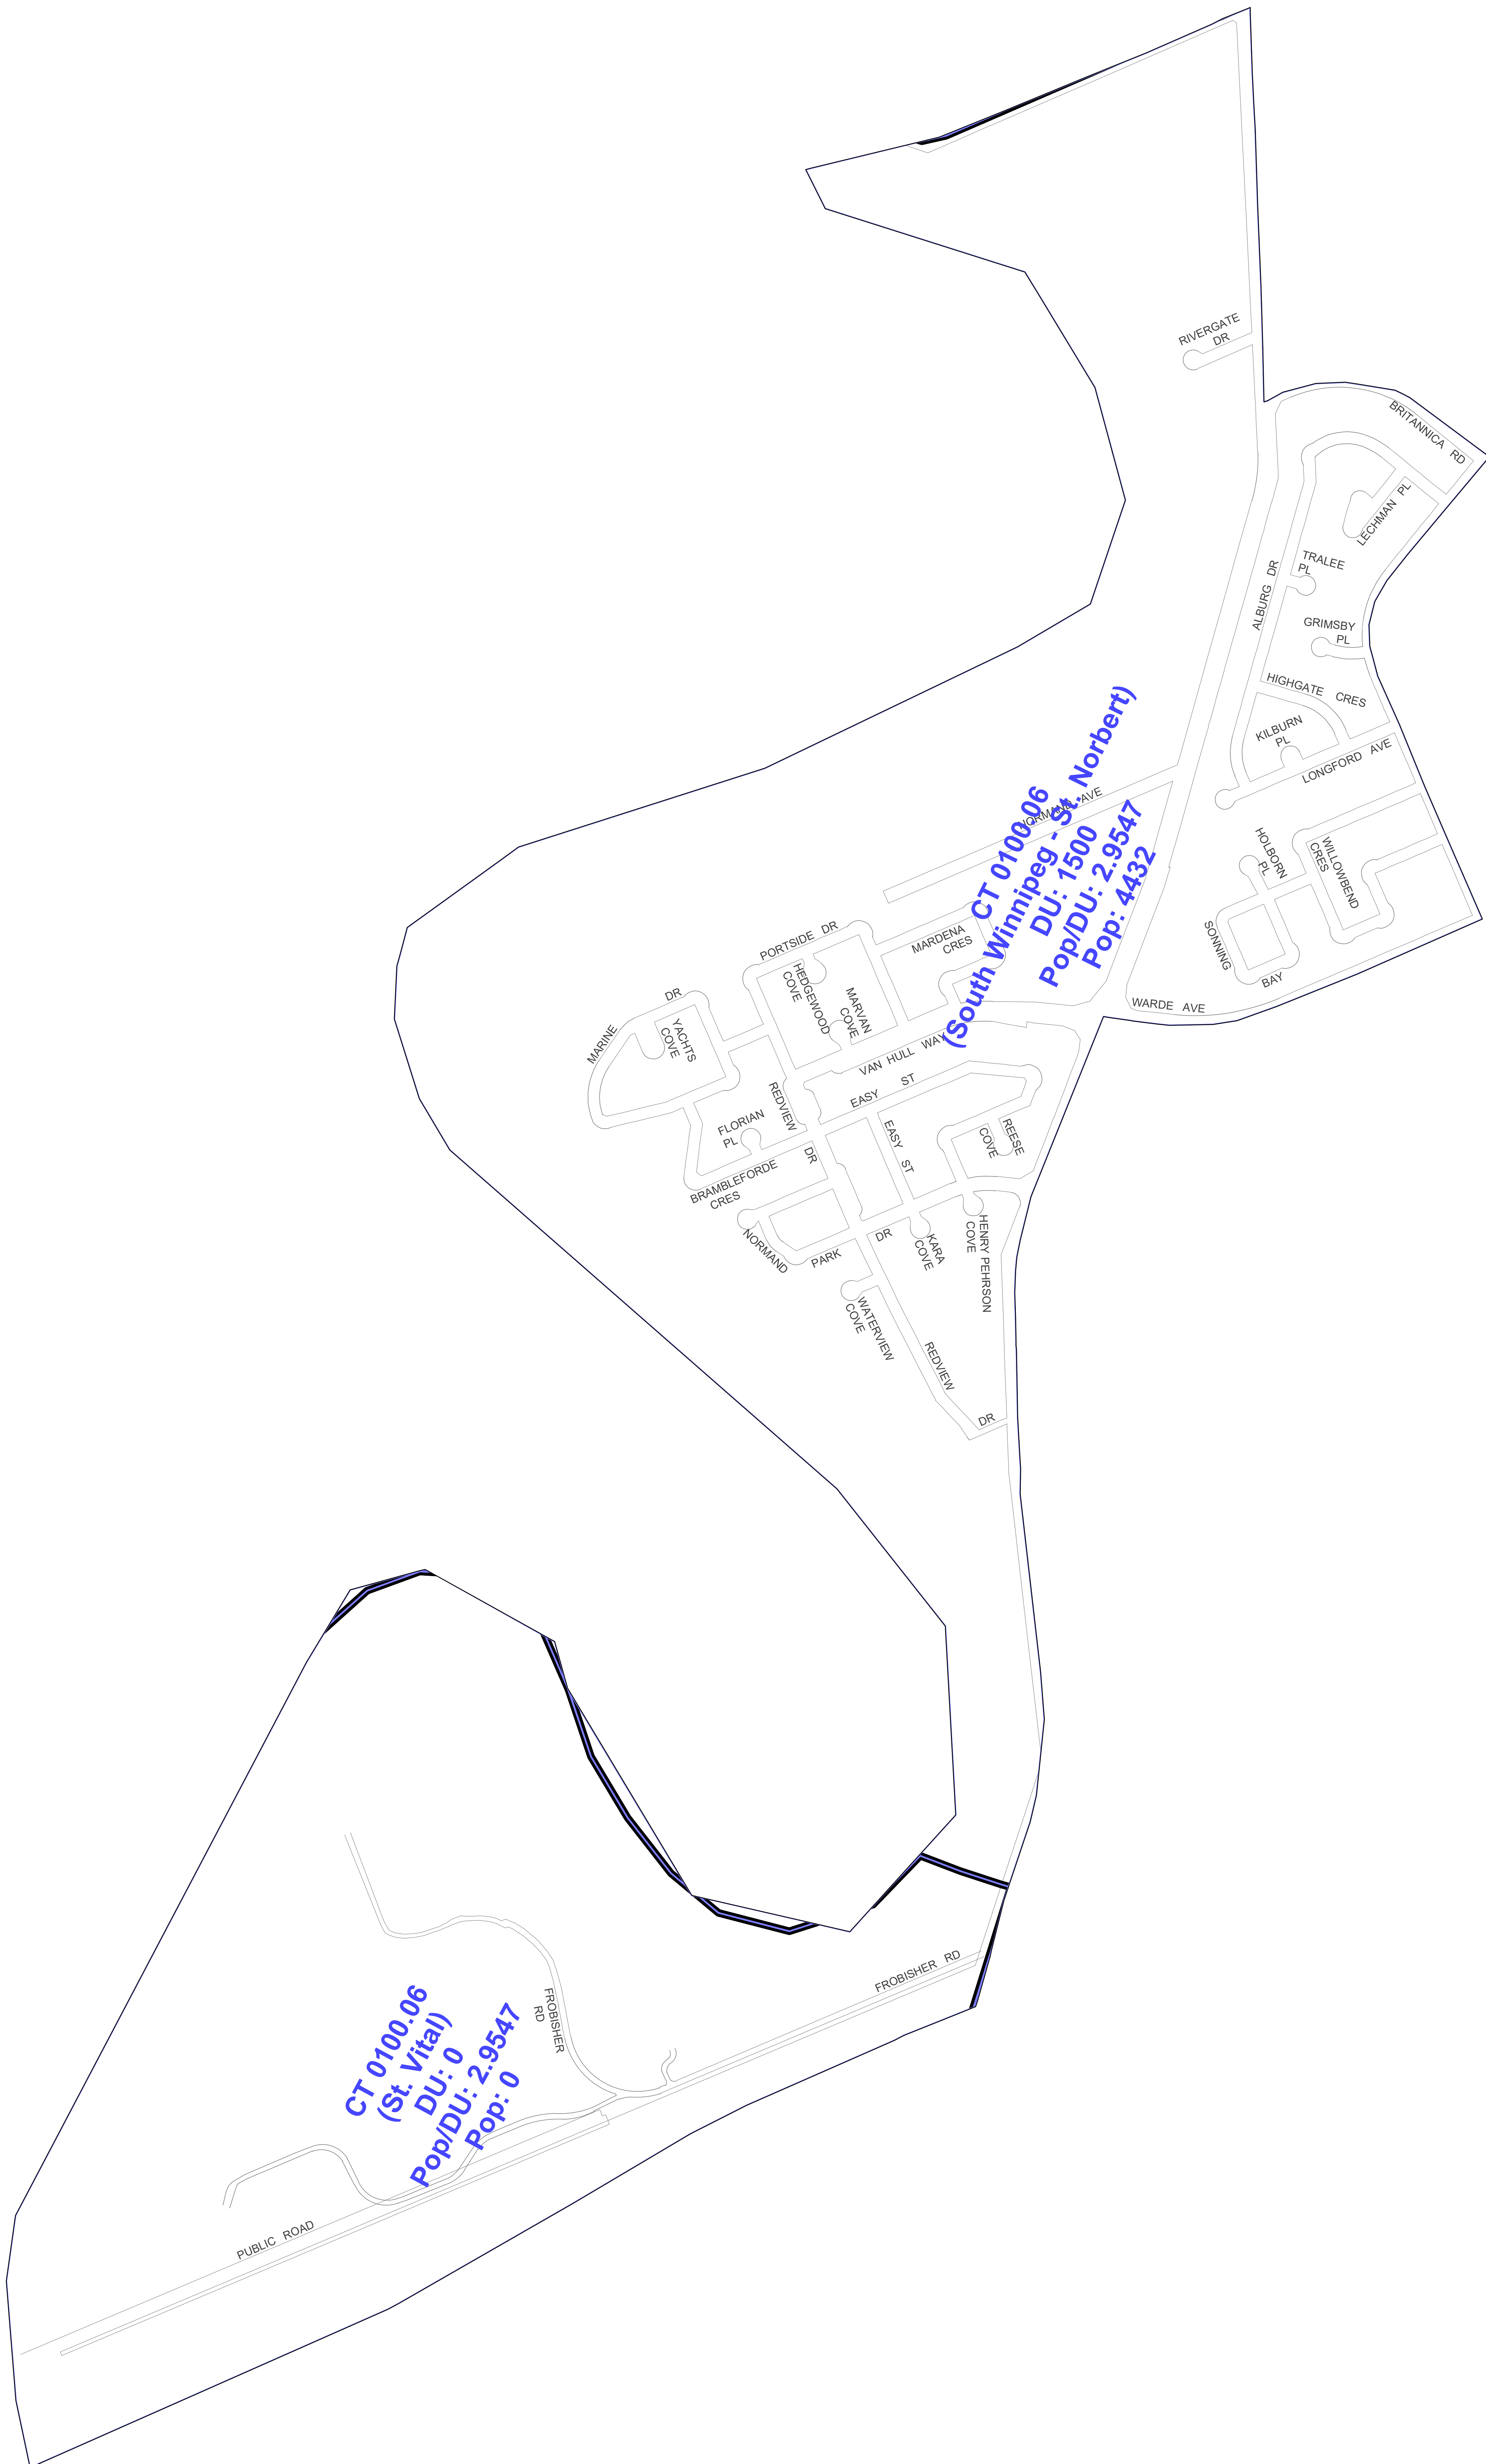 RIVERGATE
DR
BRITANNICA RD
LECHMAN PL
TRALEE
PL
ALBURG DR
GRIMSBY
PL
HIGHGATE CRES
KILBURN
PL
LONGFORD AVE
NORMAND AVE
CT 0100.06
(South Winnipeg - St. Norbert)
DU: 1500
Pop/DU: 2.9547
Pop: 4432
HOLBORN
PL
WILLOWBEND
CRES
SONNING
BAY
WARDE AVE
PORTSIDE DR
MARDENA
CRES
HEDGEWOOD
COVE
MARVAN
COVE
MARINE
DR
YACHTS
COVE
VAN HULL WAY
EASY ST
REDVIEW
DR
FLORIAN
PL
EASY ST
REESE
COVE
BRAMBLEFORDE
CRES
NORMAND
PARK
DR
KARA
COVE
HENRY PEHRSON
COVE
WATERVIEW
COVE
REDVIEW
DR
FROBISHER RD
FROBISHER
RD
CT 0100.06
(St. Vital)
DU: 0
Pop/DU: 2.9547
Pop: 0
PUBLIC ROAD